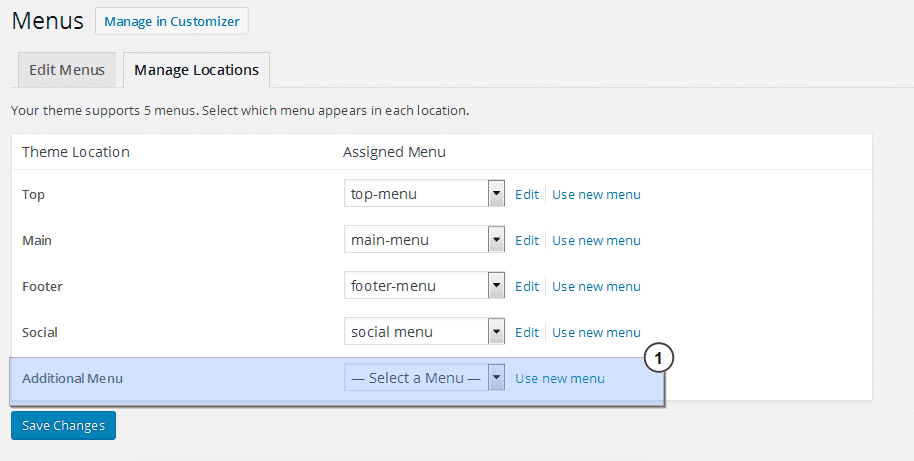 Menus Manage in Customizer
Edit Menus Manage Locations
Your theme supports 5 menus. Select which menu appears in each location.
Theme Location Assigned Menu
Top top-menu Edit Use new menu
Main main-menu Edit Use new menu
Footer footer-menu Edit Use new menu
Social social menu Edit Use new menu
1
Additional Menu — Select a Menu — Use new menu
Save Changes